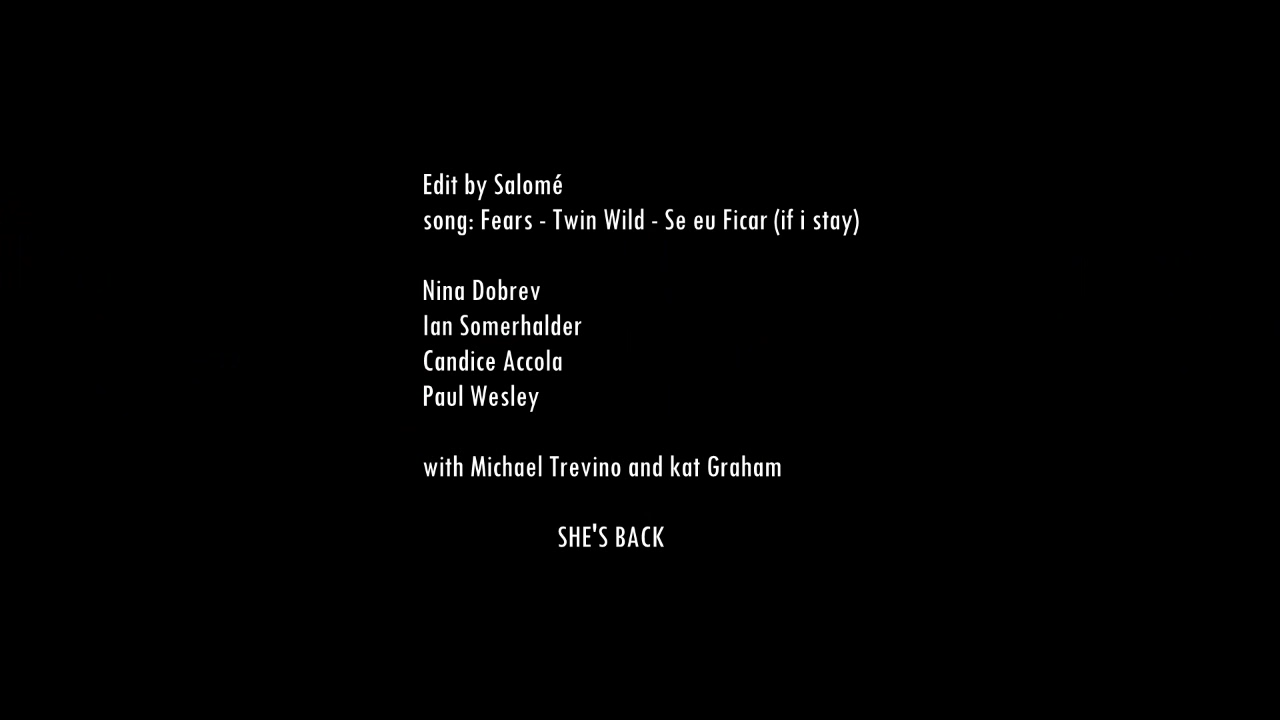 Edit by Salomé
song: Fears - Twin Wild - Se eu Ficar (if i stay)
Nina Dobrev
Ian Somerhalder
Candice Accola
Paul Wesley
with Michael Trevino and kat Graham
SHE'S BACK